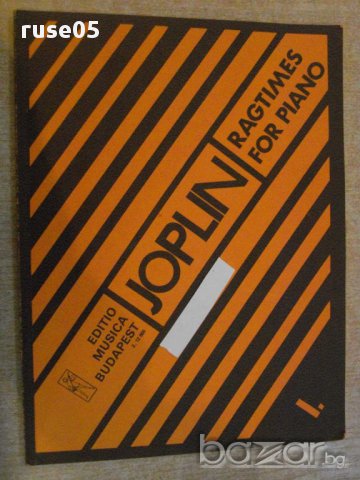 ruse05
JOPLIN
RAGTIMES
FOR PIANO
EDITIO
MUSICA
BUDAPEST
I.
bazar.bg